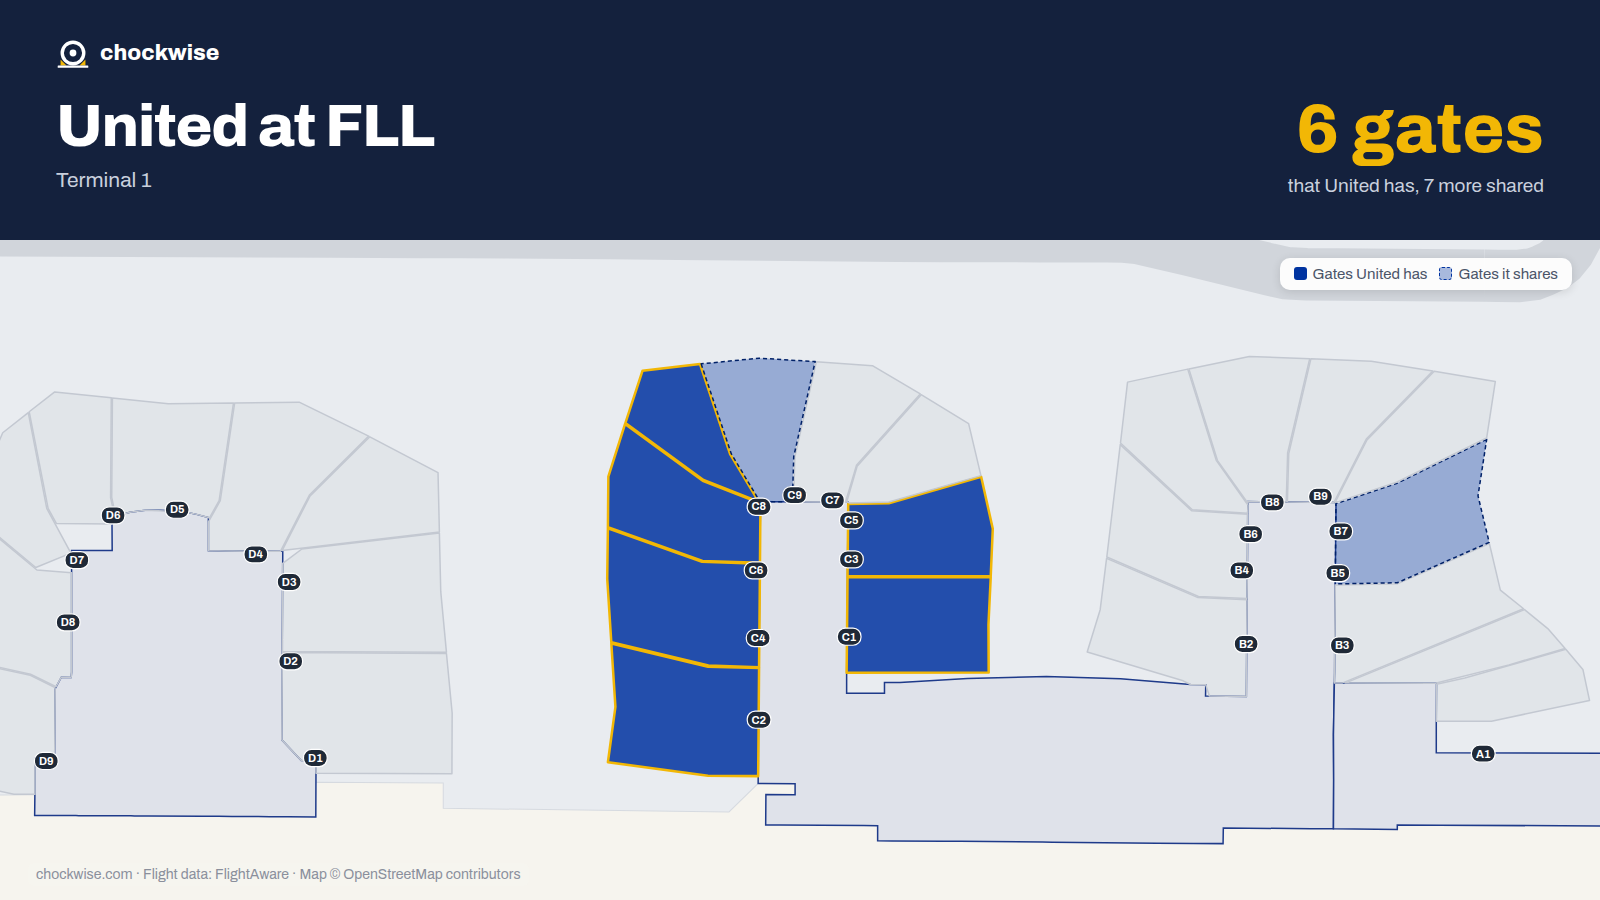 chockwise
United at FLL
Terminal 1
6 gates
that United has, 7 more shared
Gates United has
Gates it shares
D6
D5
D7
D4
D3
D8
D2
D9
D1
C8
C9
C7
C5
C3
C6
C4
C1
C2
B8
B9
B6
B7
B4
B5
B2
B3
A1
chockwise.com · Flight data: FlightAware · Map © OpenStreetMap contributors